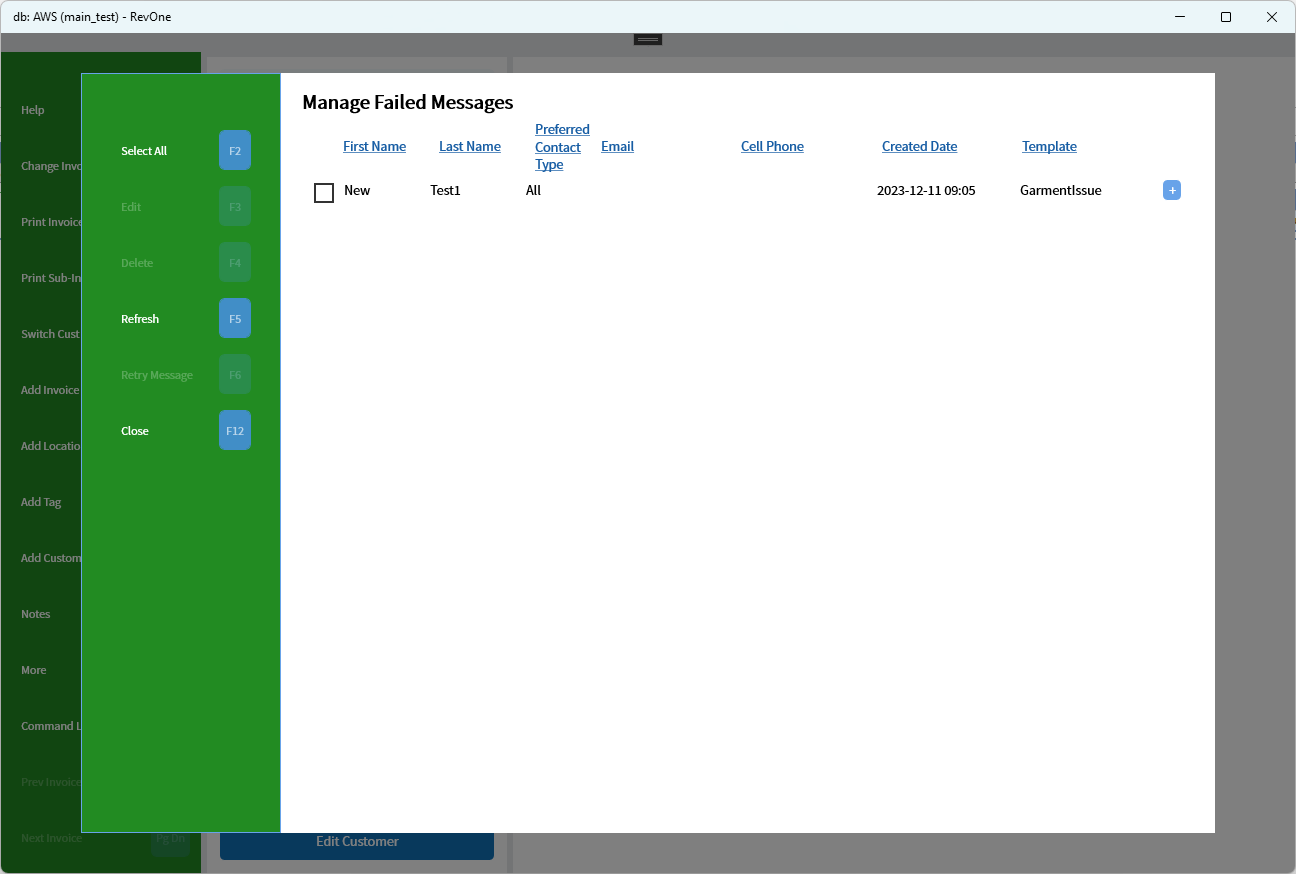 db: AWS (main_test) - RevOne
Help
Change Invo
Print Invoice
Print Sub-In
Switch Cust
Add Invoice
Add Locatio
Add Tag
Add Custom
Notes
More
Command L
Prev Invoice
Next Invoice
Pg Dn
Select All F2
Edit F3
Delete F4
Refresh F5
Retry Message F6
Close F12
Manage Failed Messages
First Name Last Name Preferred Contact Type Email Cell Phone Created Date Template
New Test1 All 2023-12-11 09:05 GarmentIssue +
Edit Customer